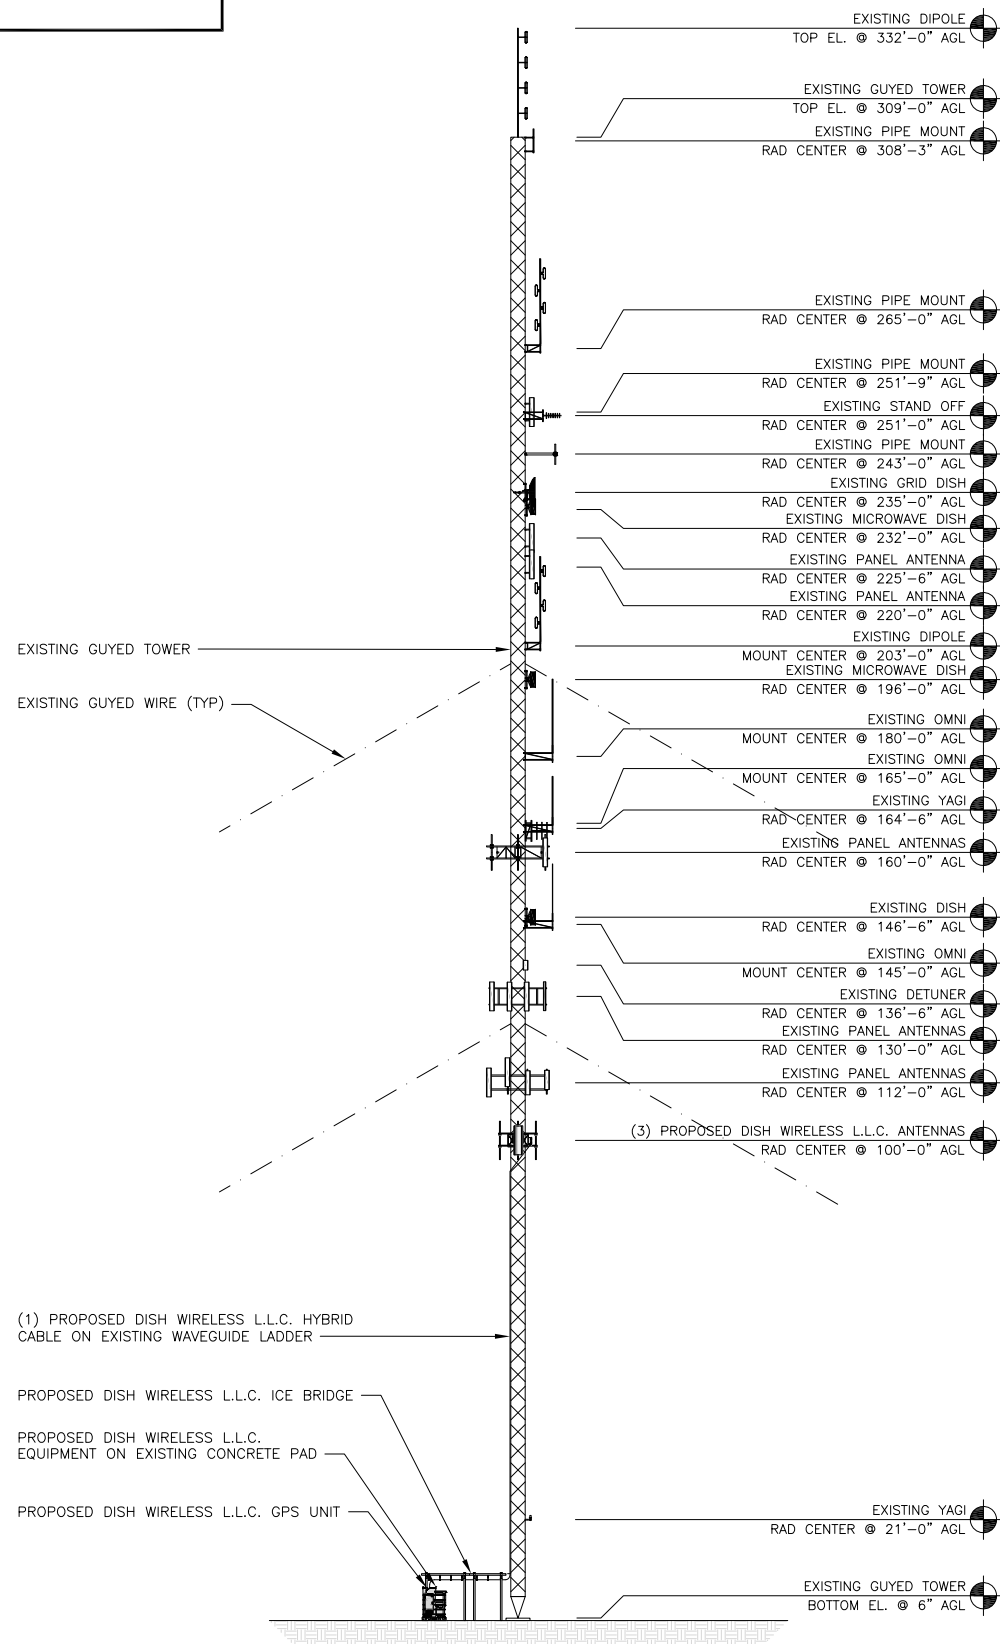 EXISTING DIPOLE
TOP EL. @ 332'-0" AGL
EXISTING GUYED TOWER
TOP EL. @ 309'-0" AGL
EXISTING PIPE MOUNT
RAD CENTER @ 308'-3" AGL
EXISTING PIPE MOUNT
RAD CENTER @ 265'-0" AGL
EXISTING PIPE MOUNT
RAD CENTER @ 251'-9" AGL
EXISTING STAND OFF
RAD CENTER @ 251'-0" AGL
EXISTING PIPE MOUNT
RAD CENTER @ 243'-0" AGL
EXISTING GRID DISH
RAD CENTER @ 235'-0" AGL
EXISTING MICROWAVE DISH
RAD CENTER @ 232'-0" AGL
EXISTING PANEL ANTENNA
RAD CENTER @ 225'-6" AGL
EXISTING PANEL ANTENNA
RAD CENTER @ 220'-0" AGL
EXISTING DIPOLE
MOUNT CENTER @ 203'-0" AGL
EXISTING MICROWAVE DISH
RAD CENTER @ 196'-0" AGL
EXISTING OMNI
MOUNT CENTER @ 180'-0" AGL
EXISTING OMNI
MOUNT CENTER @ 165'-0" AGL
EXISTING YAGI
RAD CENTER @ 164'-6" AGL
EXISTING PANEL ANTENNAS
RAD CENTER @ 160'-0" AGL
EXISTING DISH
RAD CENTER @ 146'-6" AGL
EXISTING OMNI
MOUNT CENTER @ 145'-0" AGL
EXISTING DETUNER
RAD CENTER @ 136'-6" AGL
EXISTING PANEL ANTENNAS
RAD CENTER @ 130'-0" AGL
EXISTING PANEL ANTENNAS
RAD CENTER @ 112'-0" AGL
(3) PROPOSED DISH WIRELESS L.L.C. ANTENNAS
RAD CENTER @ 100'-0" AGL
EXISTING YAGI
RAD CENTER @ 21'-0" AGL
EXISTING GUYED TOWER
BOTTOM EL. @ 6" AGL
EXISTING GUYED TOWER
EXISTING GUYED WIRE (TYP)
(1) PROPOSED DISH WIRELESS L.L.C. HYBRID
CABLE ON EXISTING WAVEGUIDE LADDER
PROPOSED DISH WIRELESS L.L.C. ICE BRIDGE
PROPOSED DISH WIRELESS L.L.C.
EQUIPMENT ON EXISTING CONCRETE PAD
PROPOSED DISH WIRELESS L.L.C. GPS UNIT